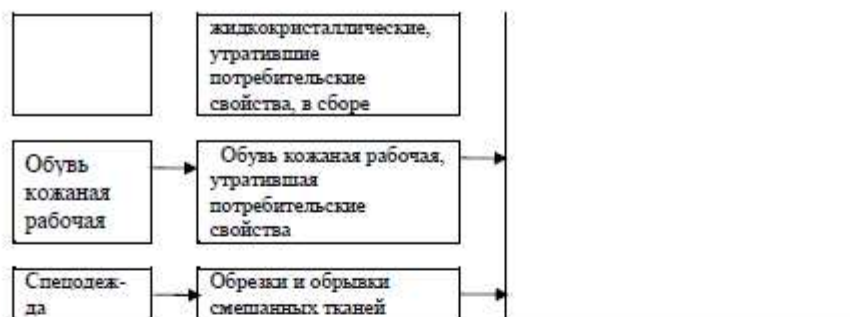 жидкокристаллические,
утратившие
потребительские
свойства, в сборе
Обувь
кожаная
рабочая
Обувь кожаная рабочая,
утратившая
потребительские
свойства
Спецодеж-
да
Обрезки и обрывки
смешанных тканей